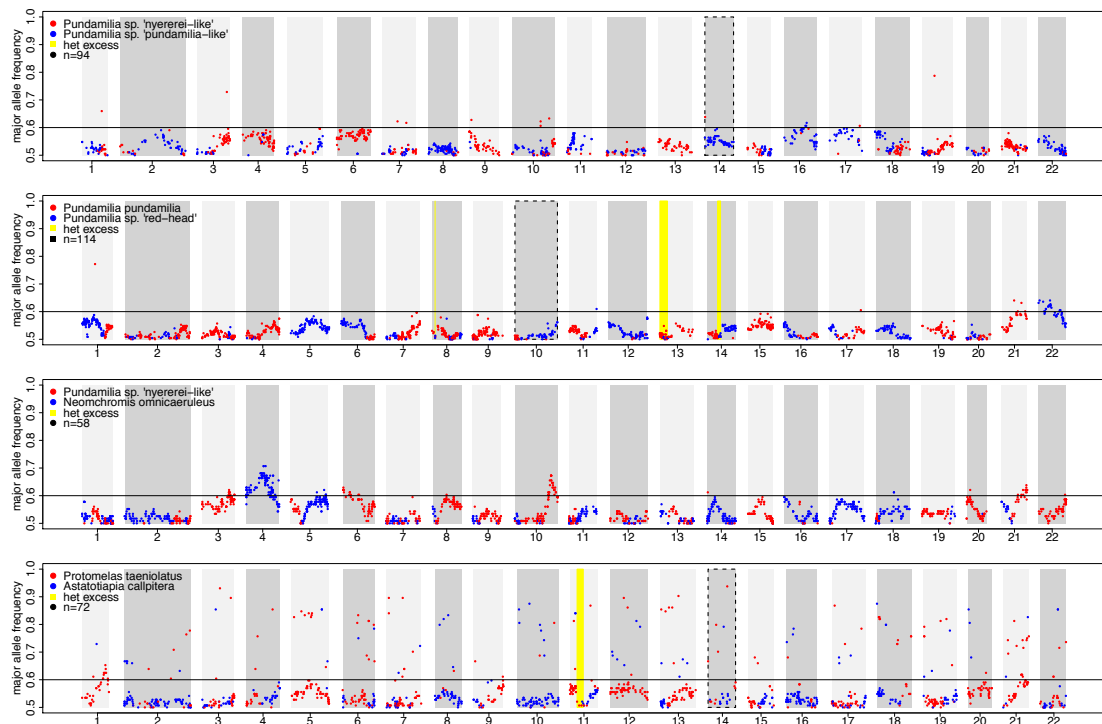 major allele frequency
1.0
0.9
0.8
0.7
0.6
0.5
Pundamilia sp. 'nyererei-like'
Pundamilia sp. 'pundamilia-like'
het excess
n=94
1 2 3 4 5 6 7 8 9 10 11 12 13 14 15 16 17 18 19 20 21 22
major allele frequency
1.0
0.9
0.8
0.7
0.6
0.5
Pundamilia pundamilia
Pundamilia sp. 'red-head'
het excess
n=114
1 2 3 4 5 6 7 8 9 10 11 12 13 14 15 16 17 18 19 20 21 22
major allele frequency
1.0
0.9
0.8
0.7
0.6
0.5
Pundamilia sp. 'nyererei-like'
Neomchromis omnicaeruleus
het excess
n=58
1 2 3 4 5 6 7 8 9 10 11 12 13 14 15 16 17 18 19 20 21 22
major allele frequency
1.0
0.9
0.8
0.7
0.6
0.5
Protomelas taeniolatus
Astatotiapia callpitera
het excess
n=72
1 2 3 4 5 6 7 8 9 10 11 12 13 14 15 16 17 18 19 20 21 22